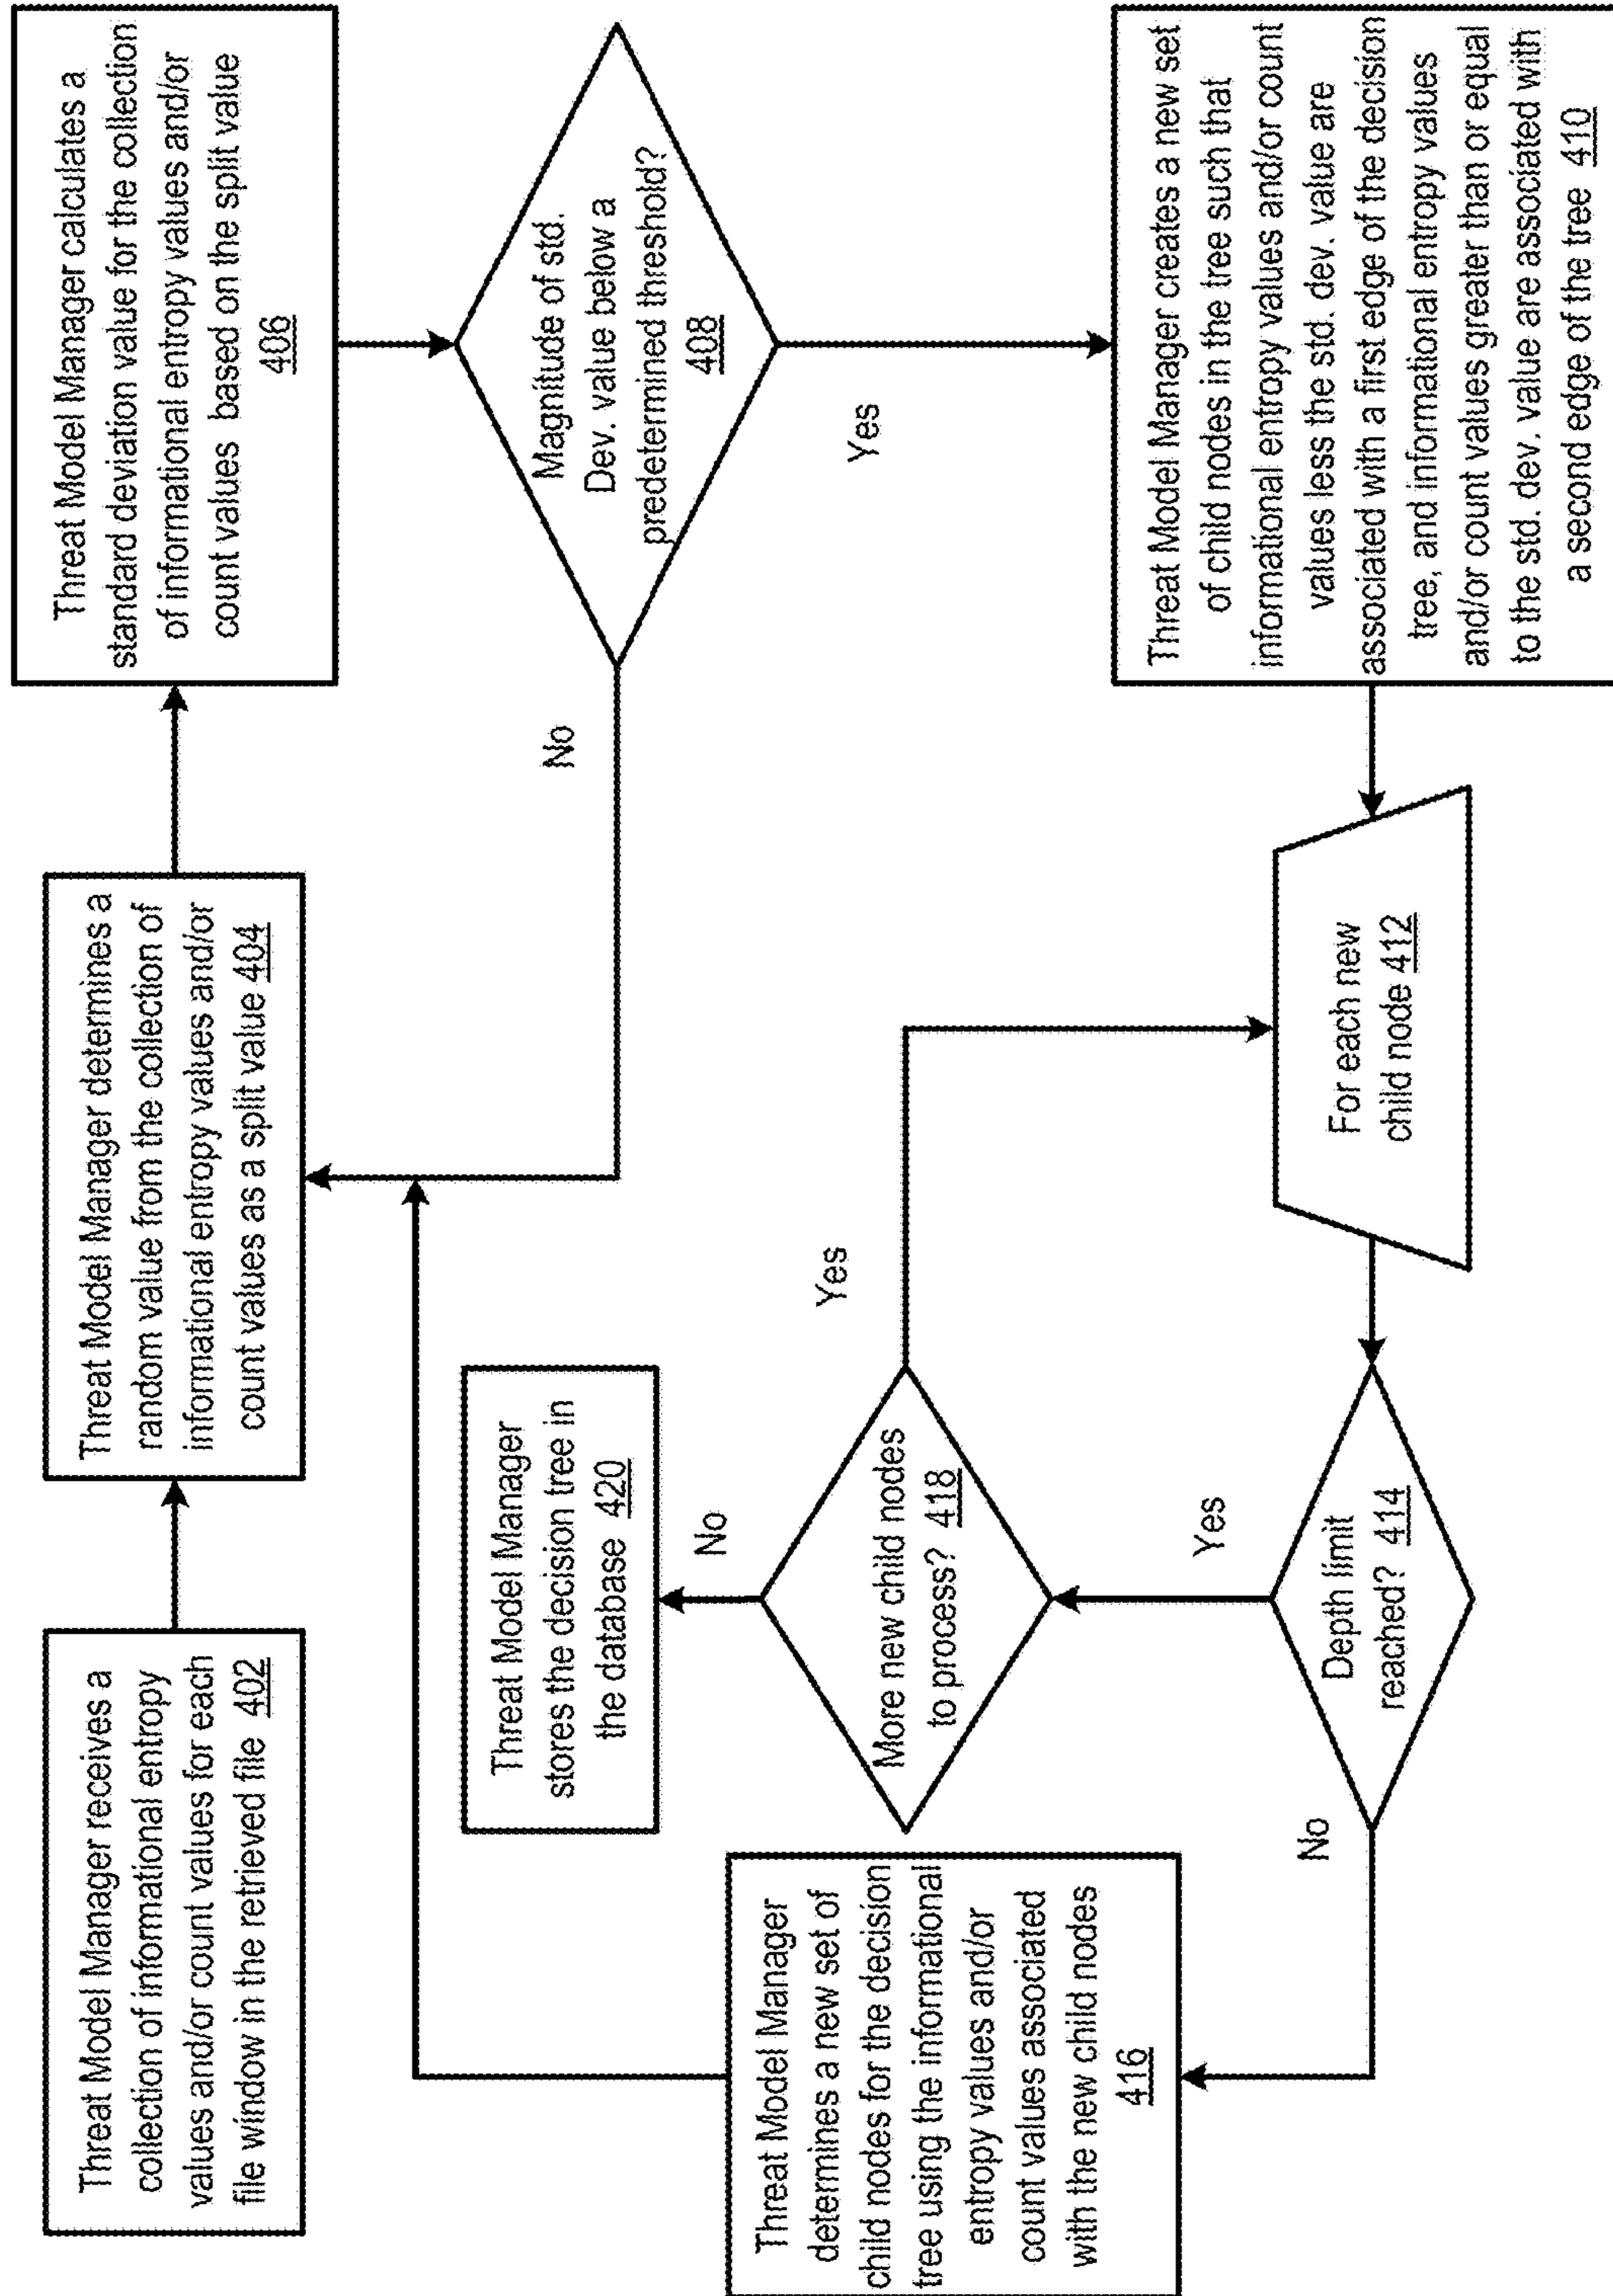 Threat Model Manager receives a
collection of informational entropy
values and/or count values for each
file window in the retrieved file 402
Threat Model Manager determines a
random value from the collection of
informational entropy values and/or
count values as a split value 404
Threat Model Manager calculates a
standard deviation value for the collection
of informational entropy values and/or
count values based on the split value
406
Magnitude of std.
Dev. value below a
predetermined threshold?
408
No
Yes
Threat Model Manager creates a new set
of child nodes in the tree such that
informational entropy values and/or count
values less the std. dev. value are
associated with a first edge of the decision
tree, and informational entropy values
and/or count values greater than or equal
to the std. dev. value are associated with
a second edge of the tree 410
For each new
child node 412
Depth limit
reached? 414
No
Yes
Threat Model Manager
determines a new set of
child nodes for the decision
tree using the informational
entropy values and/or
count values associated
with the new child nodes
416
More new child nodes
to process? 418
Yes
No
Threat Model Manager
stores the decision tree in
the database 420